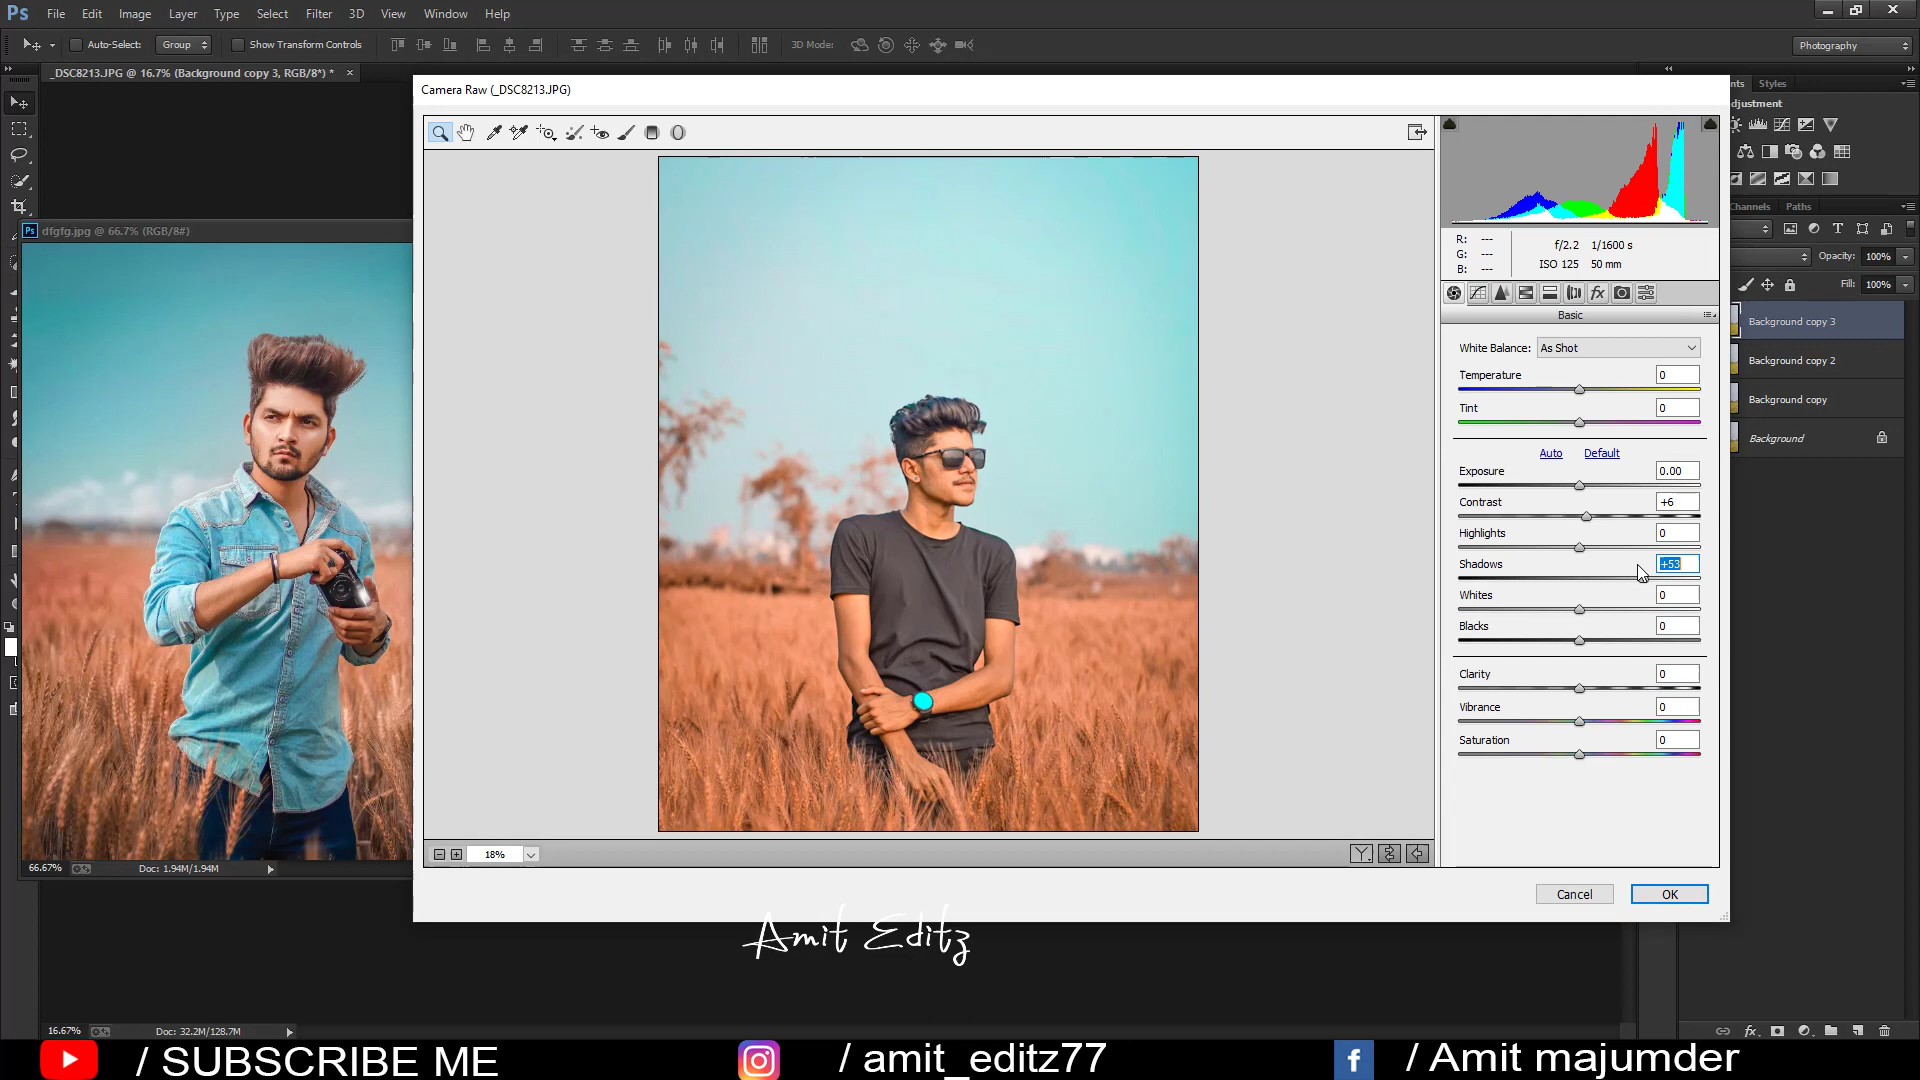 Ps File Edit Image Layer Type Select Filter 3D View Window Help
Auto-Select: Group Show Transform Controls 3D Mode: Photography
_DSC8213.JPG @ 16.7% (Background copy 3, RGB/8*) *
Camera Raw (_DSC8213.JPG)
nts Styles
djustment
Ps dfgfg.jpg @ 66.7% (RGB/8#)
hannels Paths
R: ---
G: ---
B: ---
f/2.2 1/1600 s
ISO 125 50 mm
Opacity: 100%
Fill: 100%
Basic
White Balance: As Shot
Temperature 0
Tint 0
Auto Default
Exposure 0.00
Contrast +6
Highlights 0
Shadows +53
Whites 0
Blacks 0
Clarity 0
Vibrance 0
Saturation 0
Background copy 3
Background copy 2
Background copy
Background
18%
66.67% Doc: 1.94M/1.94M
Cancel OK
Amit Editz
16.67% Doc: 32.2M/128.7M
/ SUBSCRIBE ME
/ amit_editz77
f / Amit majumder